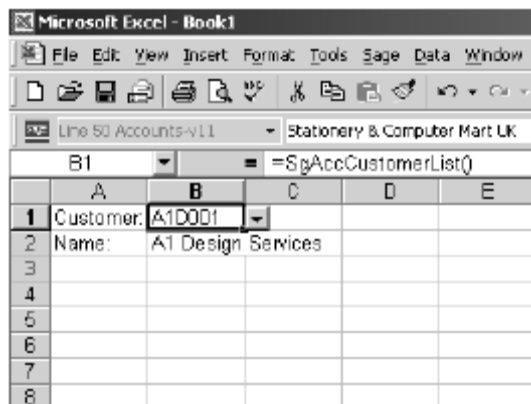 Microsoft Excel - Book1
File Edit View Insert Format Tools Sage Data Window
Line 50 Accounts-v11 Stationery & Computer Mart UK
B1 = =SgAccCustomerList()
A B C D E
1 Customer: A1D001
2 Name: A1 Design Services
3
4
5
6
7
8